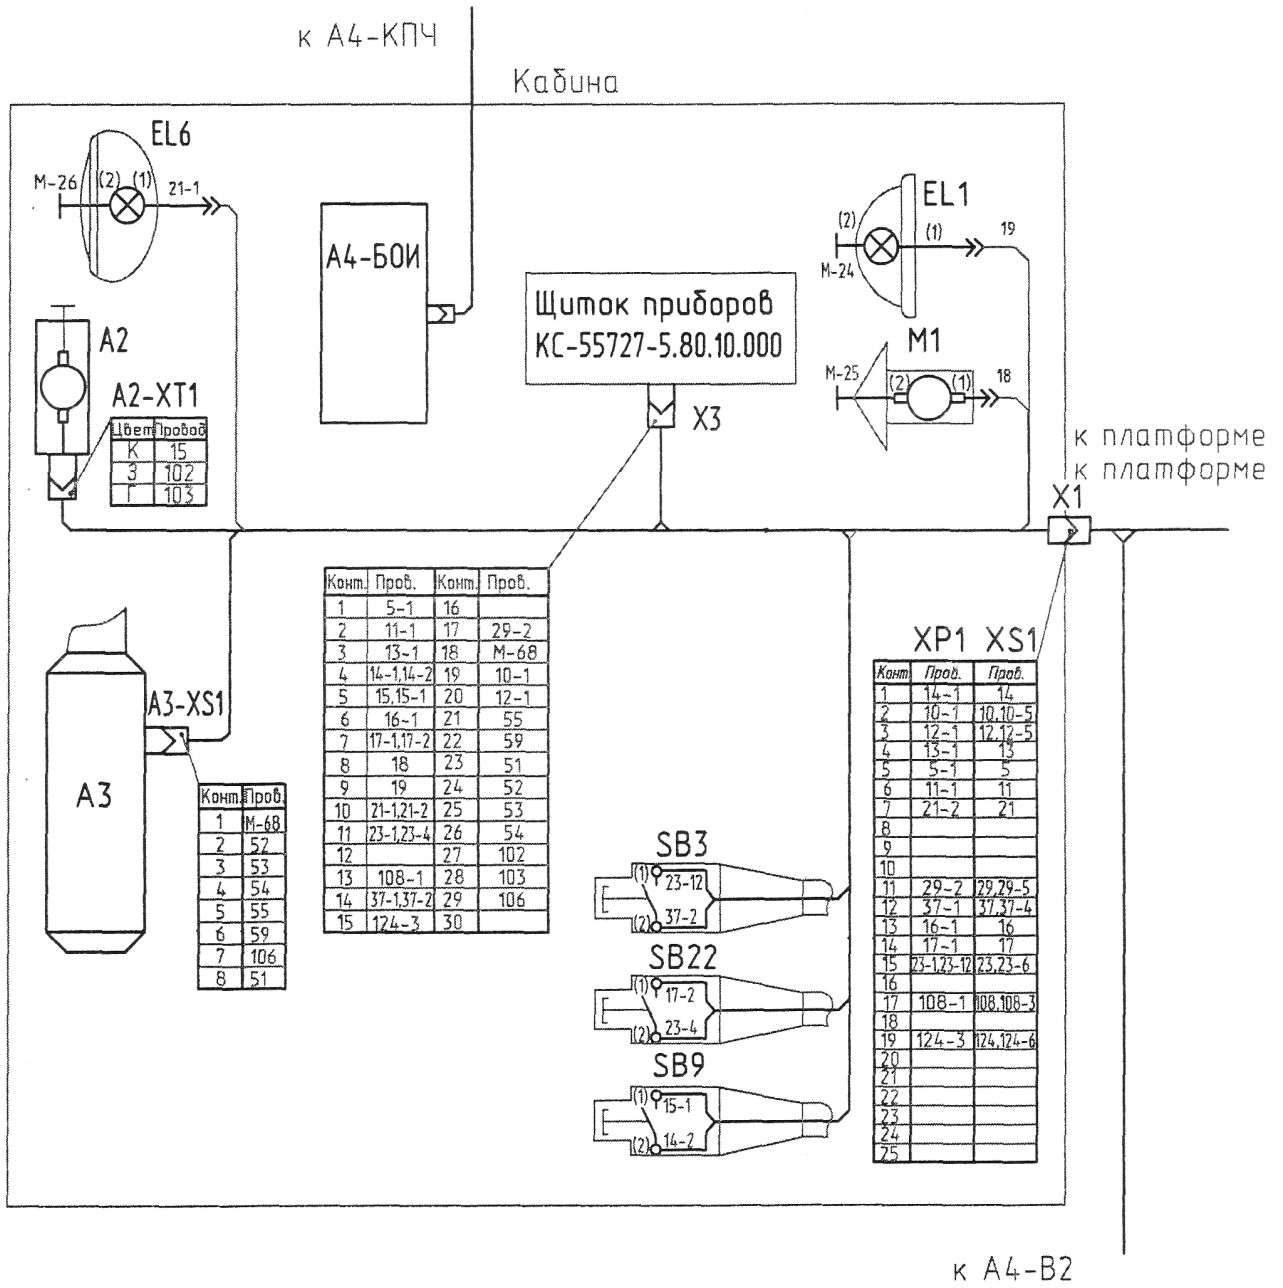 к А4-КПЧ
Кабина
EL6
М-26 (2) (1) 21-1
А4-БОИ
EL1
(2) (1) 19
М-24
Щиток приборов
КС-55727-5.80.10.000
Х3
М1
М-25 (2) (1) 18
А2
А2-ХТ1
Цвет Провод
К 15
З 102
Г 103
к платформе
к платформе
Х1
А3
А3-XS1
Конт. Пров.
1 М-68
2 52
3 53
4 54
5 55
6 59
7 106
8 51
Конт. Пров. Конт. Пров.
1 5-1 16
2 11-1 17 29-2
3 13-1 18 М-68
4 14-1,14-2 19 10-1
5 15,15-1 20 12-1
6 16-1 21 55
7 17-1,17-2 22 59
8 18 23 51
9 19 24 52
10 21-1,21-2 25 53
11 23-1,23-4 26 54
12 27 102
13 108-1 28 103
14 37-1,37-2 29 106
15 124-3 30
SB3
(1) 23-12
(2) 37-2
SB22
(1) 17-2
(2) 23-4
SB9
(1) 15-1
(2) 14-2
XP1 XS1
Конт. Пров. Пров.
1 14-1 14
2 10-1 10,10-5
3 12-1 12,12-5
4 13-1 13
5 5-1 5
6 11-1 11
7 21-2 21
8
9
10
11 29-2 29,29-5
12 37-1 37,37-4
13 16-1 16
14 17-1 17
15 23-1,23-12 23,23-6
16
17 108-1 108,108-3
18
19 124-3 124,124-6
20
21
22
23
24
25
к А4-В2